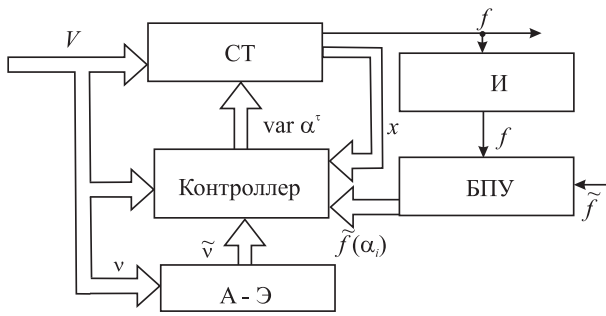 V
СТ
f
И
var α^τ
x
f
Контроллер
БПУ
f̃
ν̃
f̃(α_i)
ν
А - Э